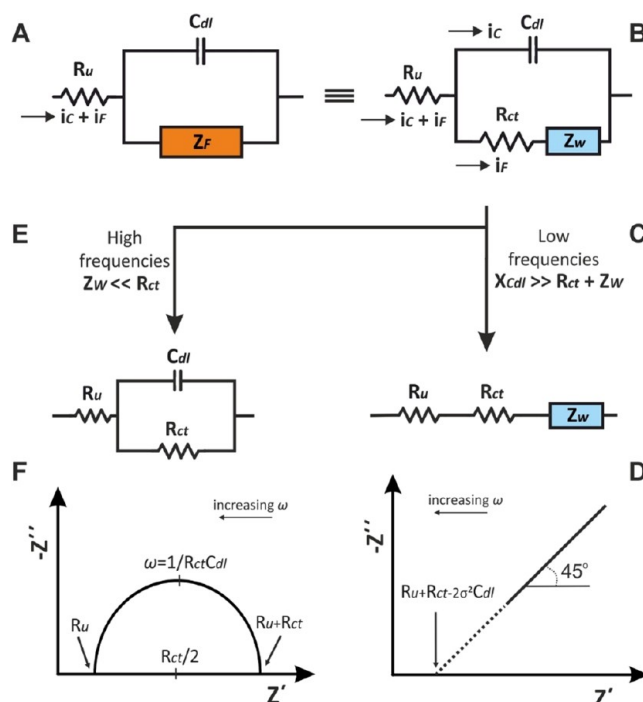 A
Cdl
Ru
iC + iF
ZF
≡
B
iC
Cdl
Ru
Rct
iC + iF
Zw
iF
E
High
frequencies
Zw << Rct
C
Low
frequencies
XCdl >> Rct + Zw
Cdl
Ru
Rct
Ru
Rct
Zw
F
-Z′′
increasing ω
ω=1/RctCdl
Ru
Ru+Rct
Rct/2
Z′
D
-Z′′
increasing ω
Ru+Rct-2σ²Cdl
45°
Z′